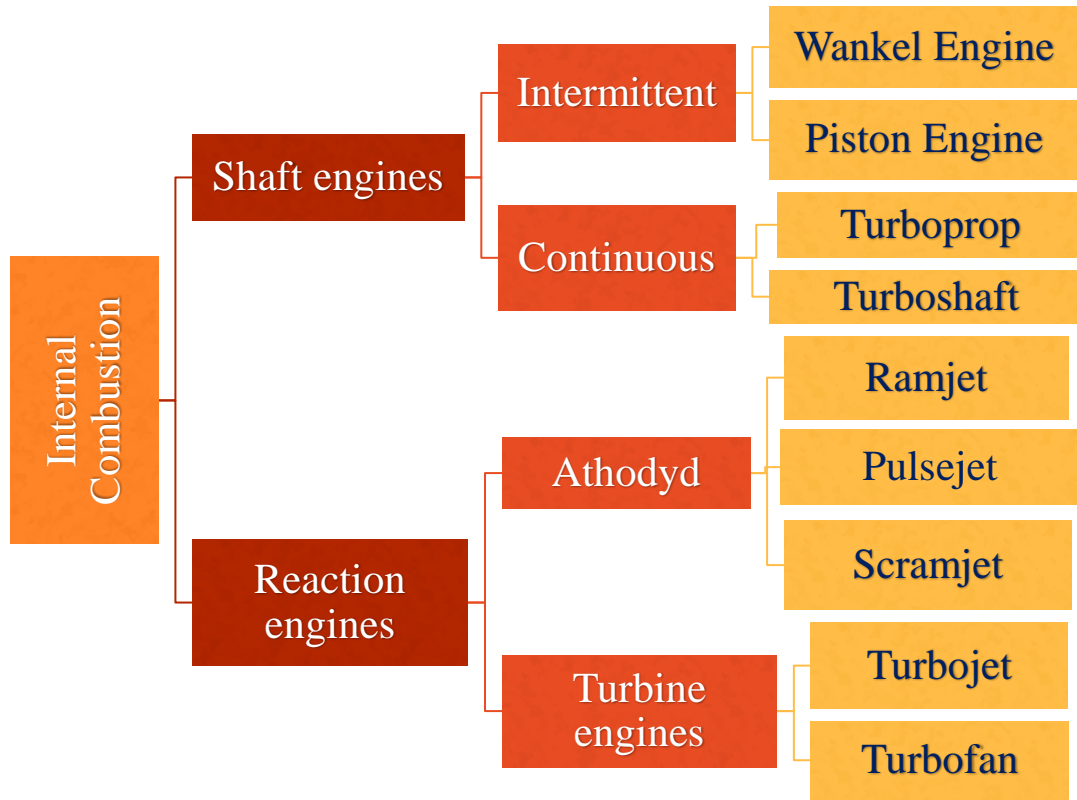 Internal
Combustion
Shaft engines
Intermittent
Wankel Engine
Piston Engine
Continuous
Turboprop
Turboshaft
Reaction
engines
Athodyd
Ramjet
Pulsejet
Scramjet
Turbine
engines
Turbojet
Turbofan